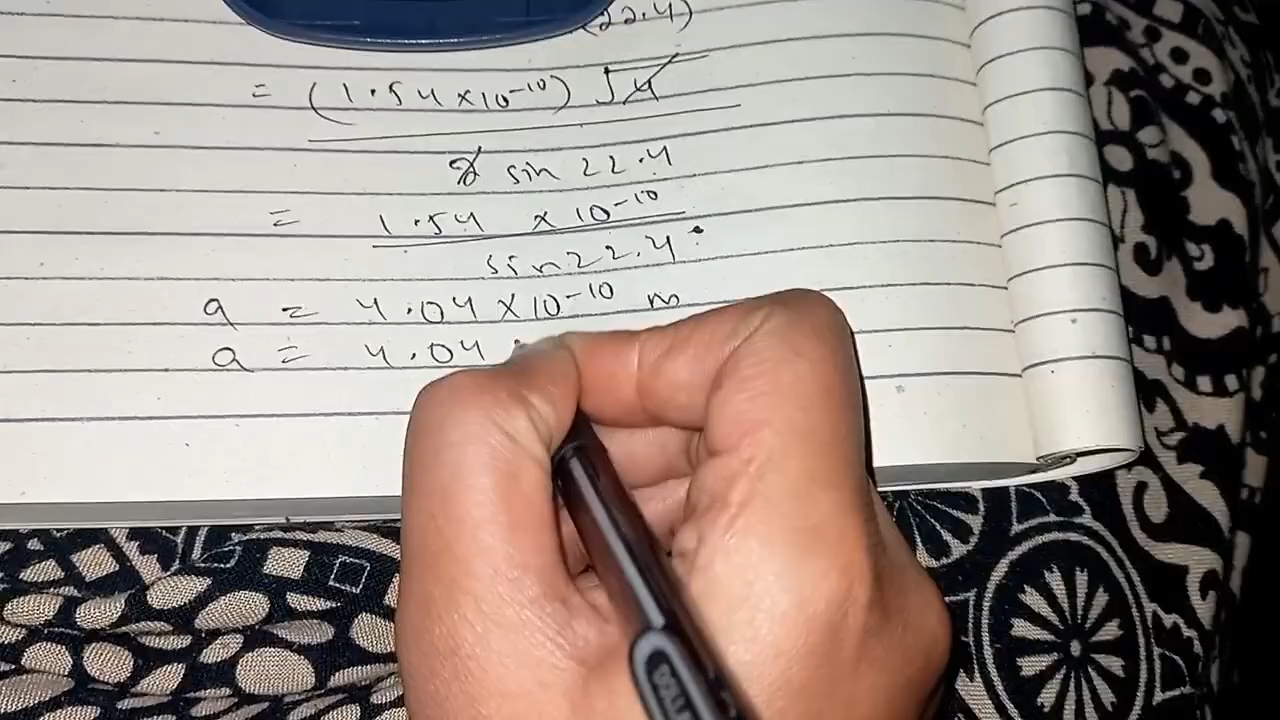 (22.4)
= (1.54 × 10⁻¹⁰) √4
2 sin 22.4
= 1.54 × 10⁻¹⁰
sin 22.4°
a = 4.04 × 10⁻¹⁰ m
a = 4.04